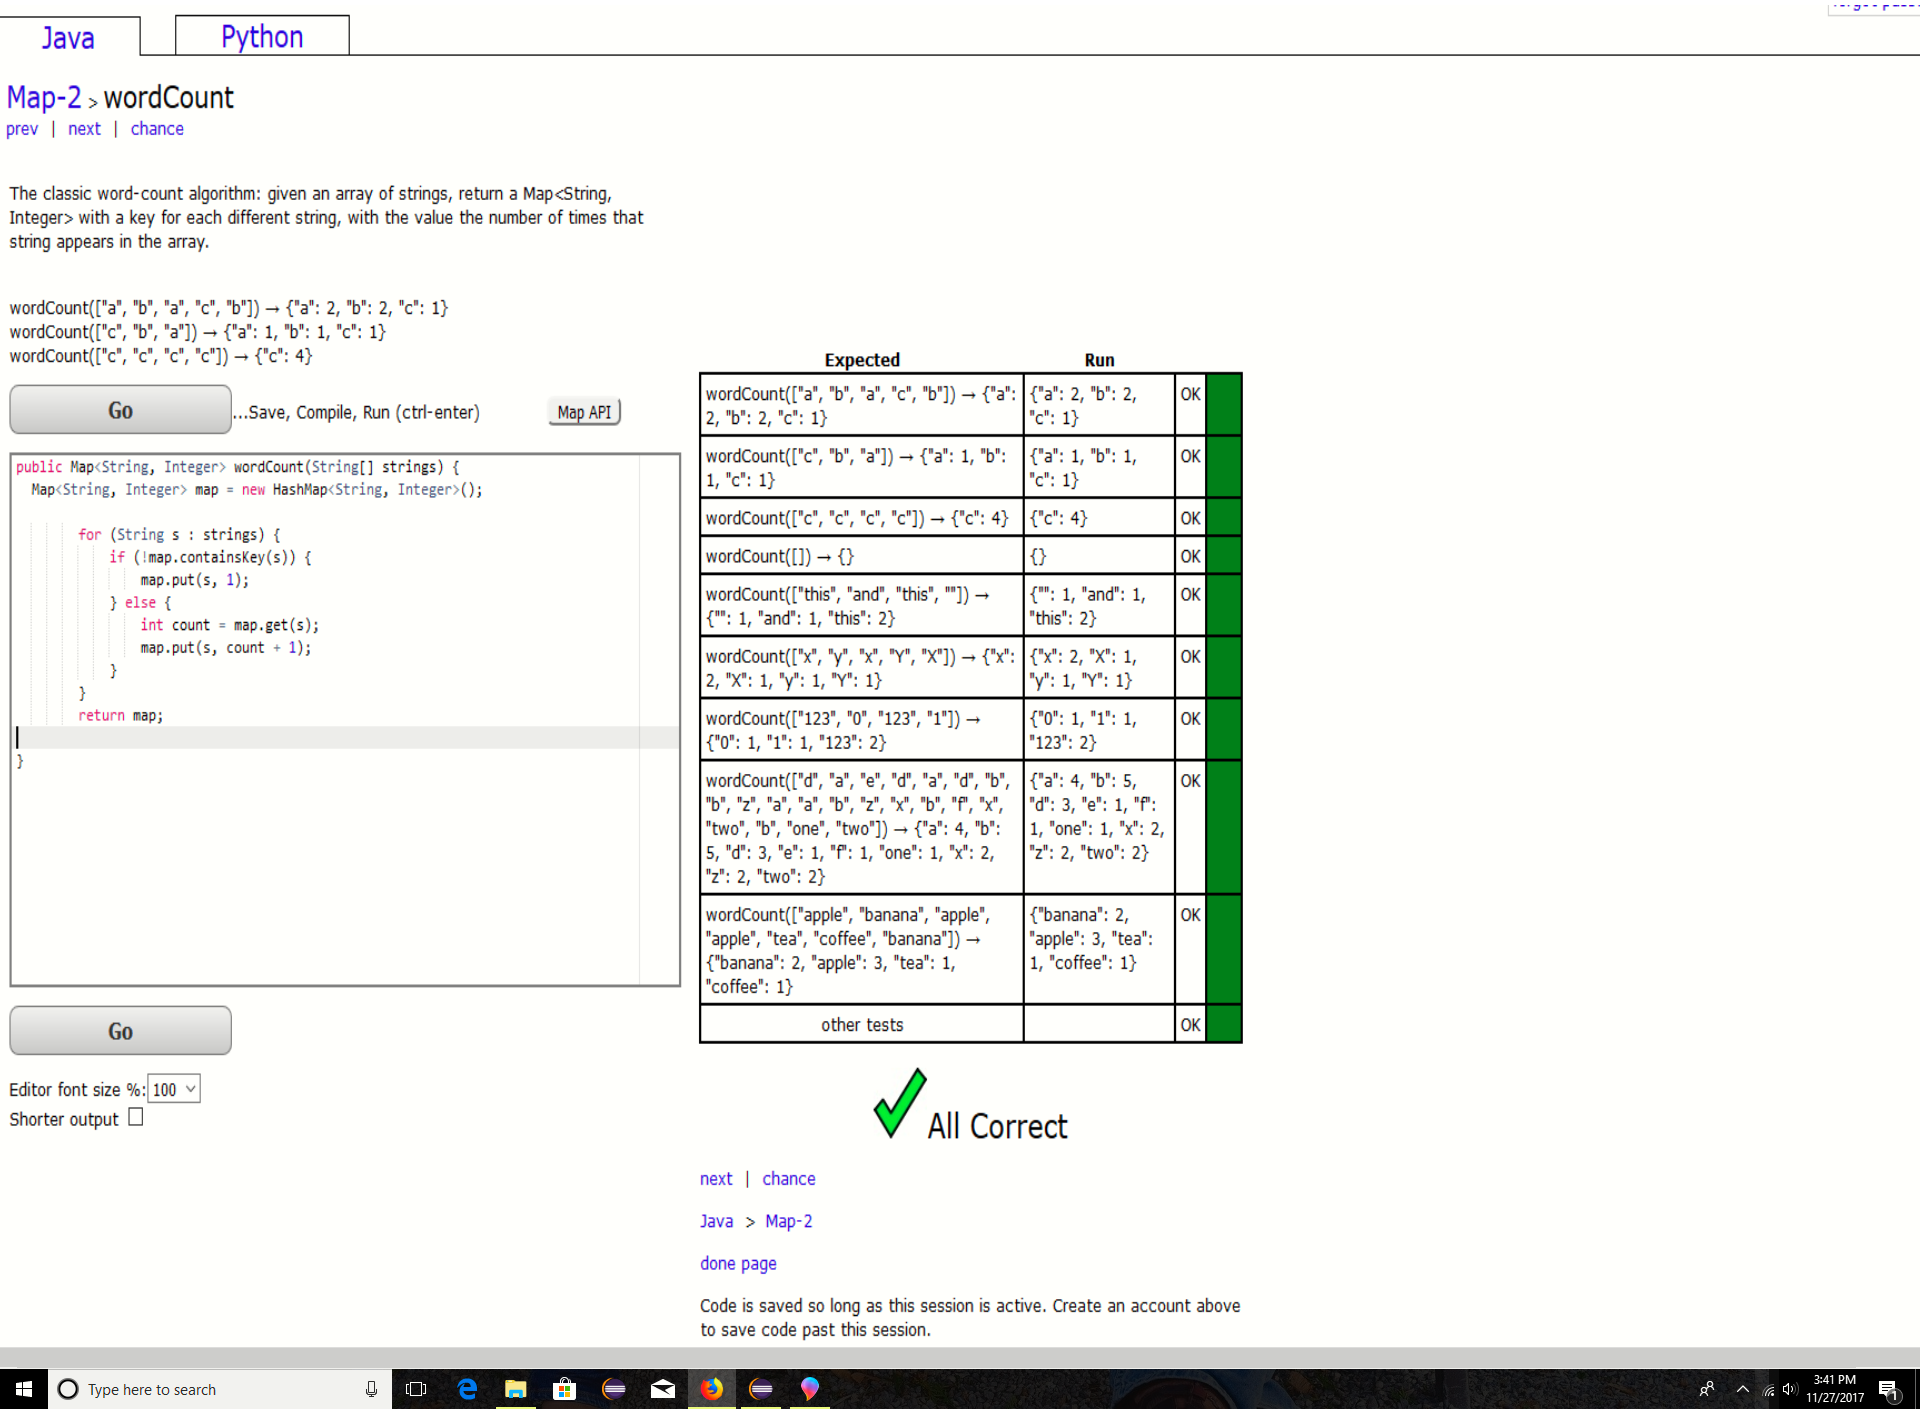 Java
Python
Map-2 > wordCount
prev | next | chance
The classic word-count algorithm: given an array of strings, return a Map<String,
Integer> with a key for each different string, with the value the number of times that
string appears in the array.
wordCount(["a", "b", "a", "c", "b"]) → {"a": 2, "b": 2, "c": 1}
wordCount(["c", "b", "a"]) → {"a": 1, "b": 1, "c": 1}
wordCount(["c", "c", "c", "c"]) → {"c": 4}
Go
...Save, Compile, Run (ctrl-enter)
Map API
public Map<String, Integer> wordCount(String[] strings) {
Map<String, Integer> map = new HashMap<String, Integer>();
for (String s : strings) {
if (!map.containsKey(s)) {
map.put(s, 1);
} else {
int count = map.get(s);
map.put(s, count + 1);
}
}
return map;
}
Go
Editor font size %: 100
Shorter output
Expected Run
wordCount(["a", "b", "a", "c", "b"]) → {"a": {"a": 2, "b": 2, OK
2, "b": 2, "c": 1} "c": 1}
wordCount(["c", "b", "a"]) → {"a": 1, "b": {"a": 1, "b": 1, OK
1, "c": 1} "c": 1}
wordCount(["c", "c", "c", "c"]) → {"c": 4} {"c": 4} OK
wordCount([]) → {} {} OK
wordCount(["this", "and", "this", ""]) → {"": 1, "and": 1, OK
{"": 1, "and": 1, "this": 2} "this": 2}
wordCount(["x", "y", "x", "Y", "X"]) → {"x": {"x": 2, "X": 1, OK
2, "X": 1, "y": 1, "Y": 1} "y": 1, "Y": 1}
wordCount(["123", "0", "123", "1"]) → {"0": 1, "1": 1, OK
{"0": 1, "1": 1, "123": 2} "123": 2}
wordCount(["d", "a", "e", "d", "a", "d", "b", {"a": 4, "b": 5, OK
"b", "z", "a", "a", "b", "z", "x", "b", "f", "x", "d": 3, "e": 1, "f":
"two", "b", "one", "two"]) → {"a": 4, "b": 1, "one": 1, "x": 2,
5, "d": 3, "e": 1, "f": 1, "one": 1, "x": 2, "z": 2, "two": 2}
"z": 2, "two": 2}
wordCount(["apple", "banana", "apple", {"banana": 2, OK
"apple", "tea", "coffee", "banana"]) → "apple": 3, "tea":
{"banana": 2, "apple": 3, "tea": 1, 1, "coffee": 1}
"coffee": 1}
other tests OK
All Correct
next | chance
Java > Map-2
done page
Code is saved so long as this session is active. Create an account above
to save code past this session.
Type here to search
3:41 PM
11/27/2017
1